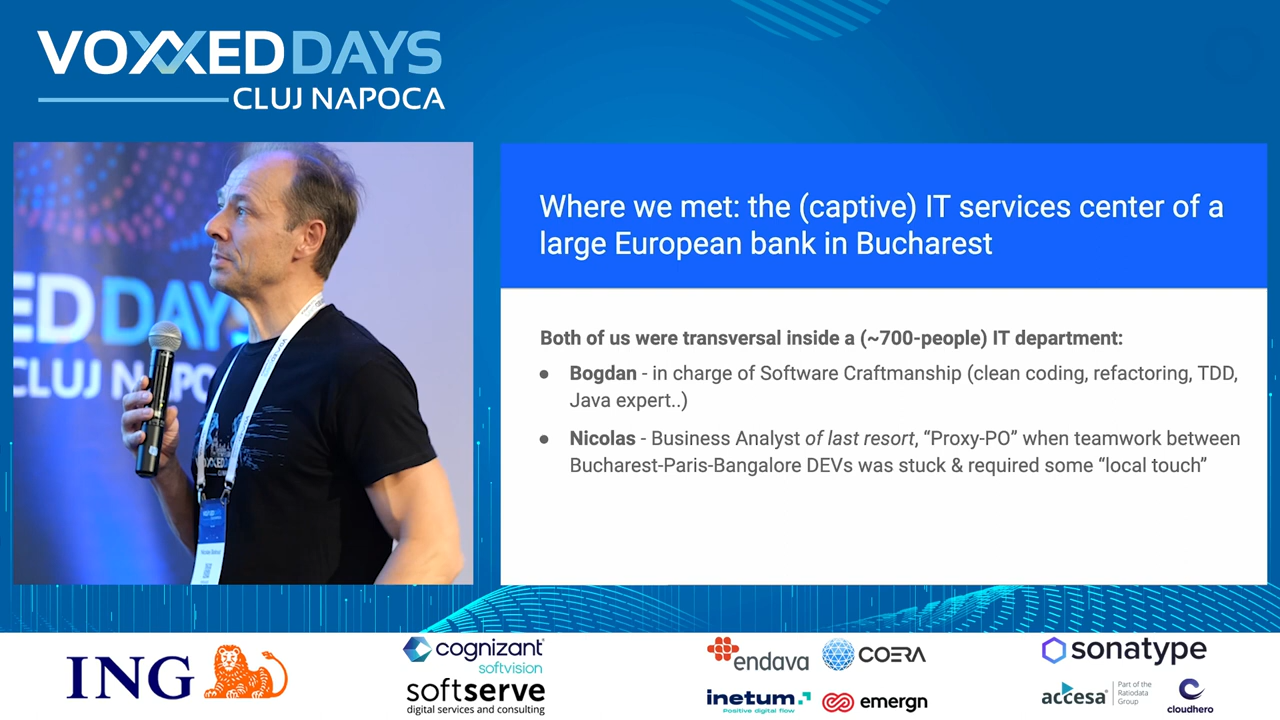 VOXXEDDAYS
CLUJ NAPOCA
ED DAYS
CLUJ NAPOC
Where we met: the (captive) IT services center of a
large European bank in Bucharest
Both of us were transversal inside a (~700-people) IT department:
● Bogdan - in charge of Software Craftmanship (clean coding, refactoring, TDD,
Java expert..)
● Nicolas - Business Analyst of last resort, “Proxy-PO” when teamwork between
Bucharest-Paris-Bangalore DEVs was stuck & required some “local touch”
ING
cognizant
softvision
softserve
digital services and consulting
endava
COERA
inetum.
Positive digital flow
emergn
sonatype
accesa
Part of the
Ratiodata
Group
cloudhero